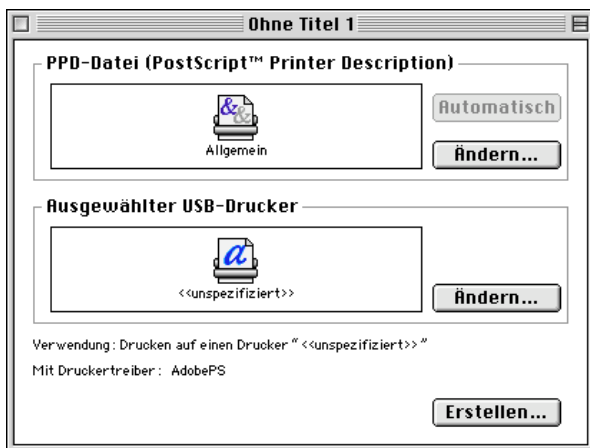 Ohne Titel 1
PPD-Datei (PostScript™ Printer Description)
Automatisch
Allgemein
Ändern...
Ausgewählter USB-Drucker
<<unspezifiziert>>
Ändern...
Verwendung: Drucken auf einen Drucker “<<unspezifiziert>>”
Mit Druckertreiber: AdobePS
Erstellen...